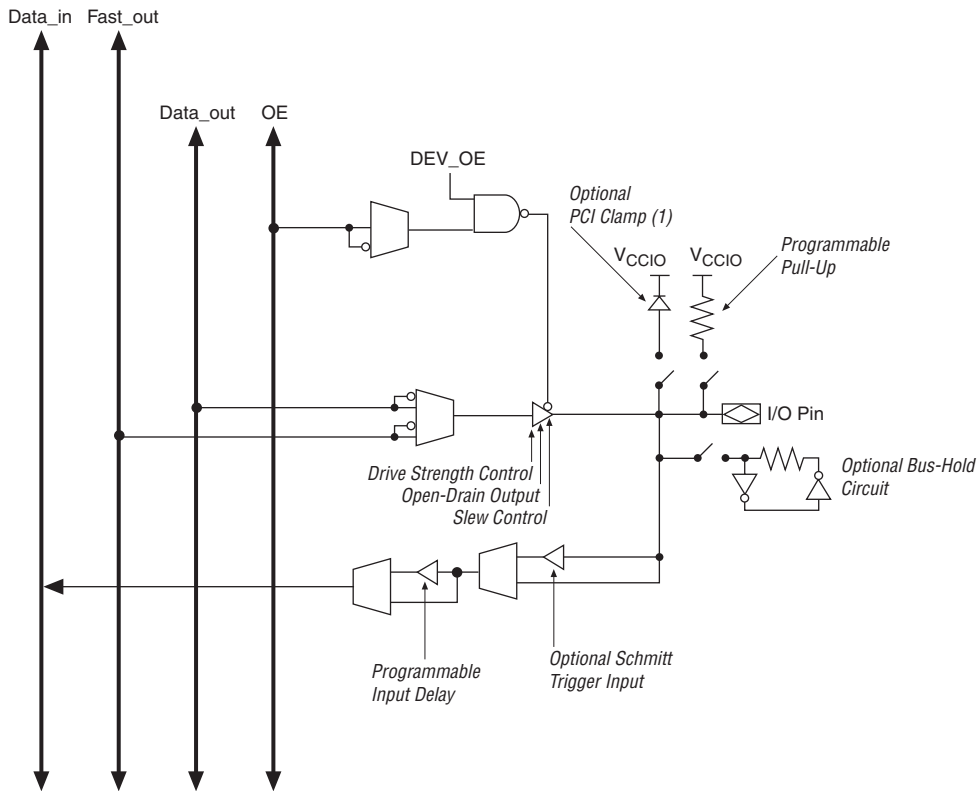 Data_in Fast_out
Data_out OE
DEV_OE
Optional
PCI Clamp (1)
VCCIO VCCIO
Programmable
Pull-Up
I/O Pin
Drive Strength Control
Open-Drain Output
Slew Control
Optional Bus-Hold
Circuit
Programmable
Input Delay
Optional Schmitt
Trigger Input